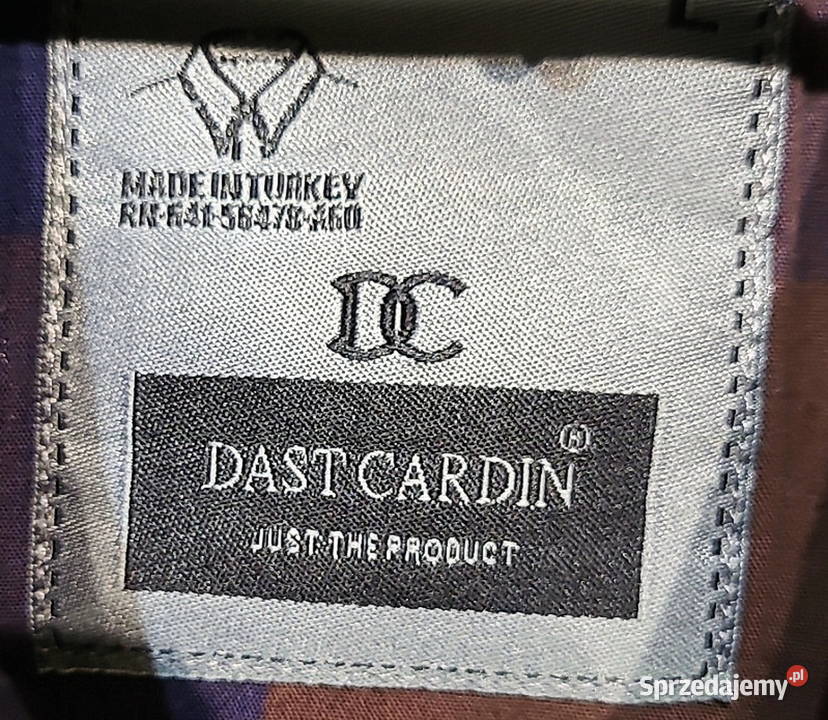 MADE IN TURKEY
DC
DAST CARDIN ®
JUST THE PRODUCT
Sprzedajemy.pl